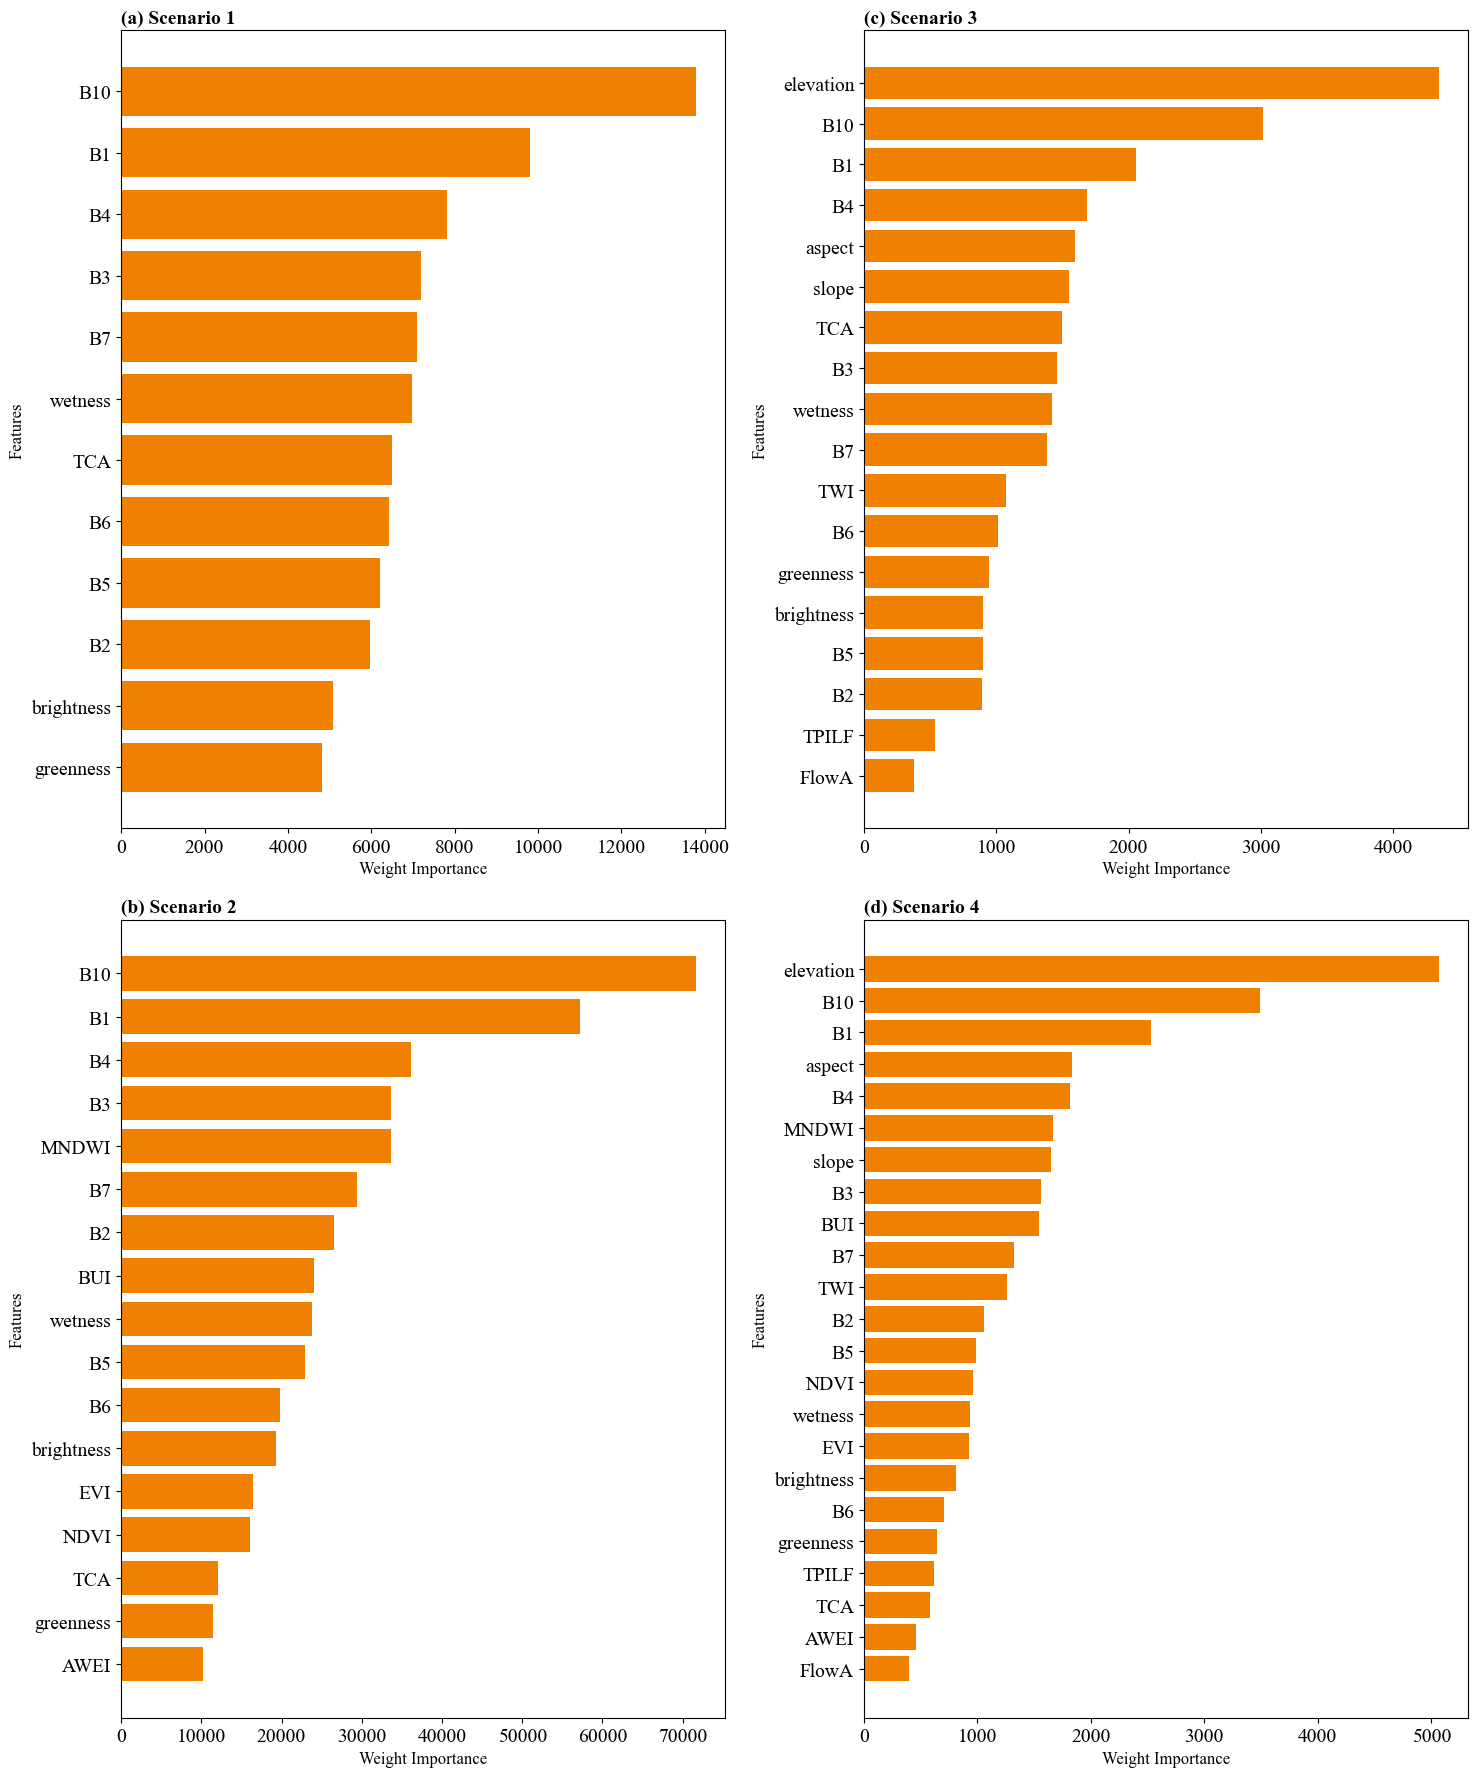 (a) Scenario 1
Features
B10
B1
B4
B3
B7
wetness
TCA
B6
B5
B2
brightness
greenness
0 2000 4000 6000 8000 10000 12000 14000
Weight Importance
(c) Scenario 3
Features
elevation
B10
B1
B4
aspect
slope
TCA
B3
wetness
B7
TWI
B6
greenness
brightness
B5
B2
TPILF
FlowA
0 1000 2000 3000 4000
Weight Importance
(b) Scenario 2
Features
B10
B1
B4
B3
MNDWI
B7
B2
BUI
wetness
B5
B6
brightness
EVI
NDVI
TCA
greenness
AWEI
0 10000 20000 30000 40000 50000 60000 70000
Weight Importance
(d) Scenario 4
Features
elevation
B10
B1
aspect
B4
MNDWI
slope
B3
BUI
B7
TWI
B2
B5
NDVI
wetness
EVI
brightness
B6
greenness
TPILF
TCA
AWEI
FlowA
0 1000 2000 3000 4000 5000
Weight Importance